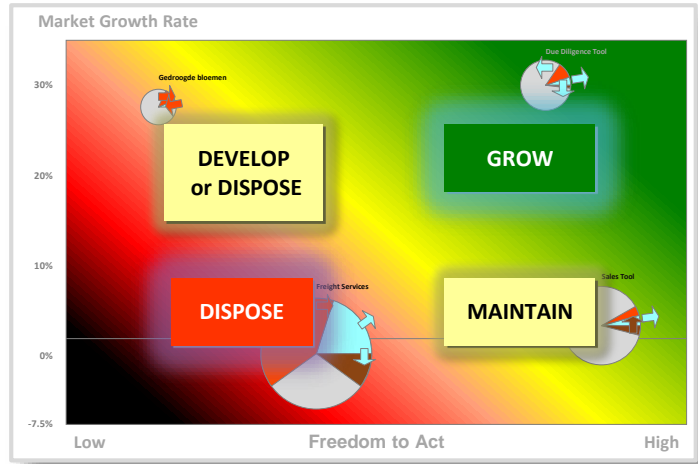 Market Growth Rate
Due Diligence Tool
30%
Gedroogde bloemen
DEVELOP
or DISPOSE
GROW
20%
10%
Sales Tool
Freight Services
DISPOSE
MAINTAIN
0%
-7.5%
Low
Freedom to Act
High